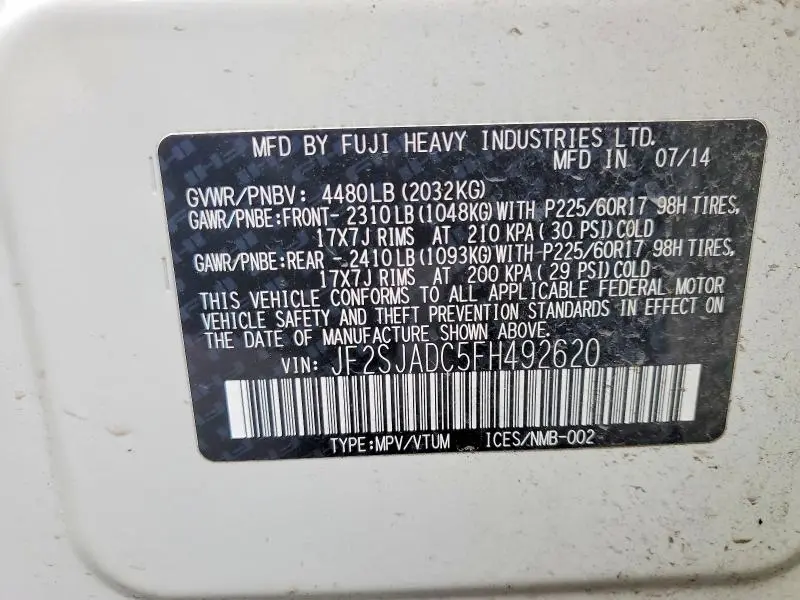 MFD BY FUJI HEAVY INDUSTRIES LTD.
MFD IN 07/14
GVWR/PNBV: 4480LB (2032KG)
GAWR/PNBE:FRONT- 2310LB (1048KG)WITH P225/60R17 98H TIRES,
17X7J RIMS AT 210 KPA ( 30 PSI) COLD
GAWR/PNBE:REAR - 2410LB (1093KG)WITH P225/60R17 98H TIRES,
17X7J RIMS AT 200 KPA ( 29 PSI) COLD
THIS VEHICLE CONFORMS TO ALL APPLICABLE FEDERAL MOTOR
VEHICLE SAFETY AND THEFT PREVENTION STANDARDS IN EFFECT ON
THE DATE OF MANUFACTURE SHOWN ABOVE.
VIN: JF2SJADC5FH492620
TYPE:MPV/VTUM ICES/NMB-002